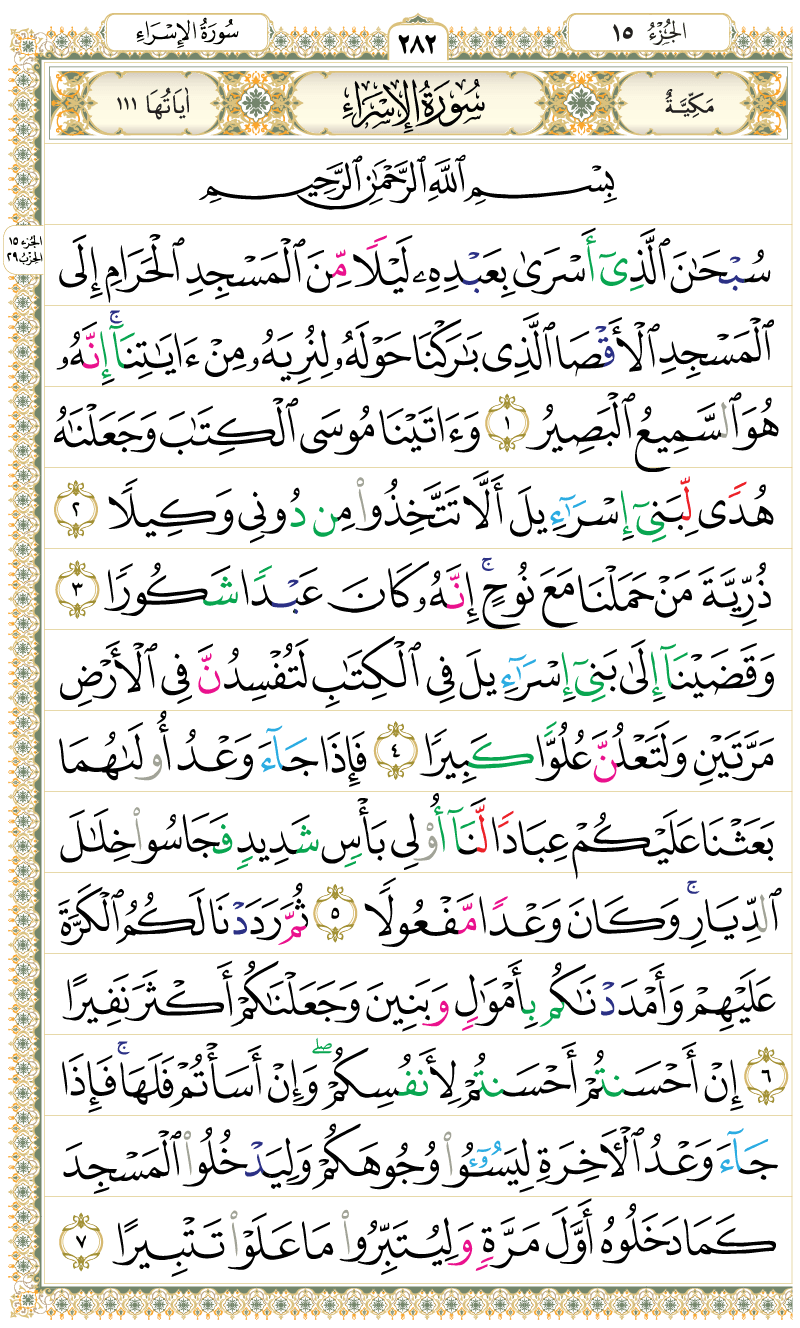 سُورَةُ الإِسْرَاءِ
٢٨٢
الجُزْءُ ١٥
مَكِّيَّةٌ
سُورَةُ الإِسْرَاءِ
اٰيَاتُهَا ١١١
بِسْمِ ٱللَّهِ ٱلرَّحْمَٰنِ ٱلرَّحِيمِ
الجزء ١٥
الحِزْبُ ٢٩
سُبْحَٰنَ ٱلَّذِىٓ أَسْرَىٰ بِعَبْدِهِۦ لَيْلًا مِّنَ ٱلْمَسْجِدِ ٱلْحَرَامِ إِلَى
ٱلْمَسْجِدِ ٱلْأَقْصَا ٱلَّذِى بَٰرَكْنَا حَوْلَهُۥ لِنُرِيَهُۥ مِنْ ءَايَٰتِنَآ ۚ إِنَّهُۥ
هُوَ ٱلسَّمِيعُ ٱلْبَصِيرُ ١ وَءَاتَيْنَا مُوسَى ٱلْكِتَٰبَ وَجَعَلْنَٰهُ
هُدًى لِّبَنِىٓ إِسْرَٰٓءِيلَ أَلَّا تَتَّخِذُوا۟ مِن دُونِى وَكِيلًا ٢
ذُرِّيَّةَ مَنْ حَمَلْنَا مَعَ نُوحٍ ۚ إِنَّهُۥ كَانَ عَبْدًا شَكُورًا ٣
وَقَضَيْنَآ إِلَىٰ بَنِىٓ إِسْرَٰٓءِيلَ فِى ٱلْكِتَٰبِ لَتُفْسِدُنَّ فِى ٱلْأَرْضِ
مَرَّتَيْنِ وَلَتَعْلُنَّ عُلُوًّا كَبِيرًا ٤ فَإِذَا جَآءَ وَعْدُ أُولَىٰهُمَا
بَعَثْنَا عَلَيْكُمْ عِبَادًا لَّنَآ أُو۟لِى بَأْسٍ شَدِيدٍ فَجَاسُوا۟ خِلَٰلَ
ٱلدِّيَارِ ۚ وَكَانَ وَعْدًا مَّفْعُولًا ٥ ثُمَّ رَدَدْنَا لَكُمُ ٱلْكَرَّةَ
عَلَيْهِمْ وَأَمْدَدْنَٰكُم بِأَمْوَٰلٍ وَبَنِينَ وَجَعَلْنَٰكُمْ أَكْثَرَ نَفِيرًا
٦ إِنْ أَحْسَنتُمْ أَحْسَنتُمْ لِأَنفُسِكُمْ ۖ وَإِنْ أَسَأْتُمْ فَلَهَا ۚ فَإِذَا
جَآءَ وَعْدُ ٱلْءَاخِرَةِ لِيَسُۥٓـُٔوا۟ وُجُوهَكُمْ وَلِيَدْخُلُوا۟ ٱلْمَسْجِدَ
كَمَا دَخَلُوهُ أَوَّلَ مَرَّةٍ وَلِيُتَبِّرُوا۟ مَا عَلَوْا۟ تَتْبِيرًا ٧